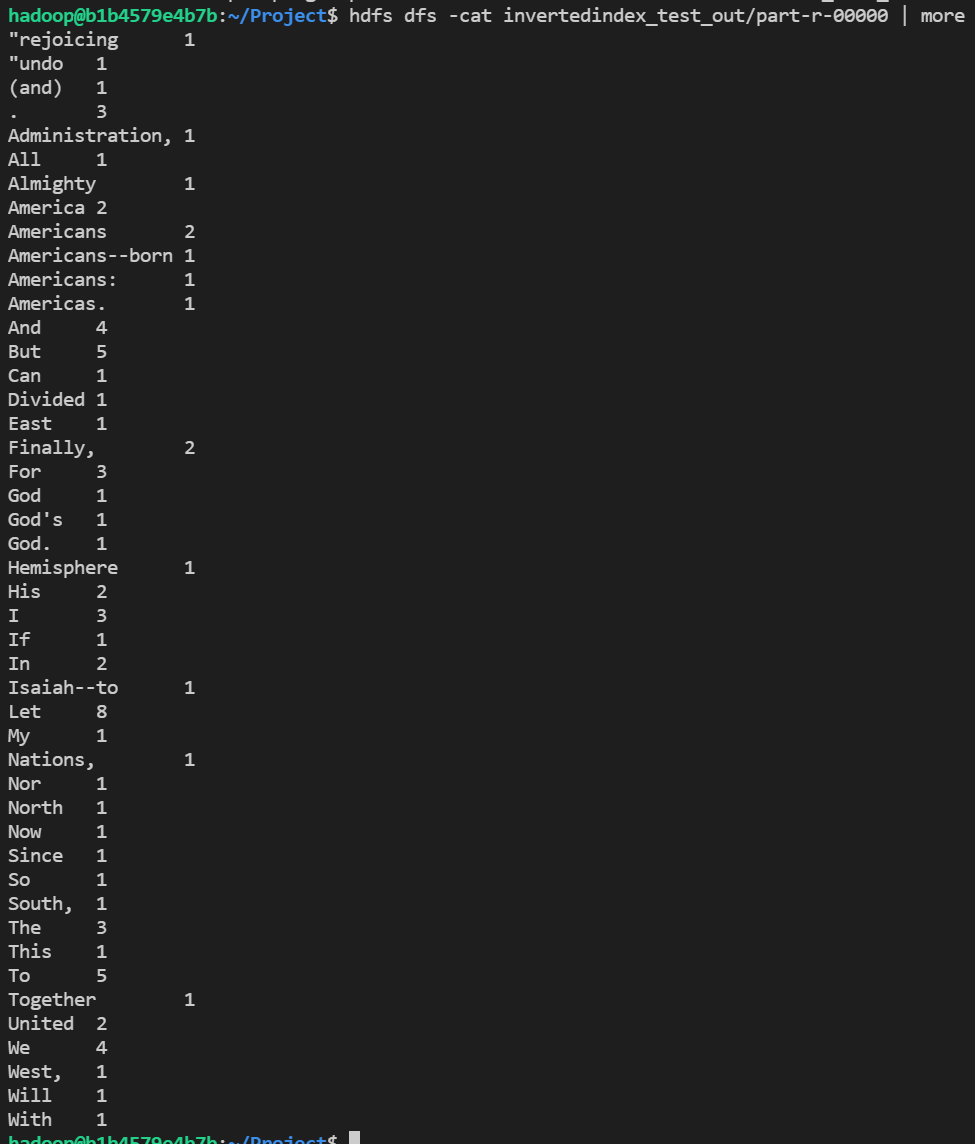 hadoop@b1b4579e4b7b:~/Project$ hdfs dfs -cat invertedindex_test_out/part-r-00000 | more
"rejoicing 1
"undo 1
(and) 1
. 3
Administration, 1
All 1
Almighty 1
America 2
Americans 2
Americans--born 1
Americans: 1
Americas. 1
And 4
But 5
Can 1
Divided 1
East 1
Finally, 2
For 3
God 1
God's 1
God. 1
Hemisphere 1
His 2
I 3
If 1
In 2
Isaiah--to 1
Let 8
My 1
Nations, 1
Nor 1
North 1
Now 1
Since 1
So 1
South, 1
The 3
This 1
To 5
Together 1
United 2
We 4
West, 1
Will 1
With 1
hadoop@b1b4579e4b7b:~/Project$